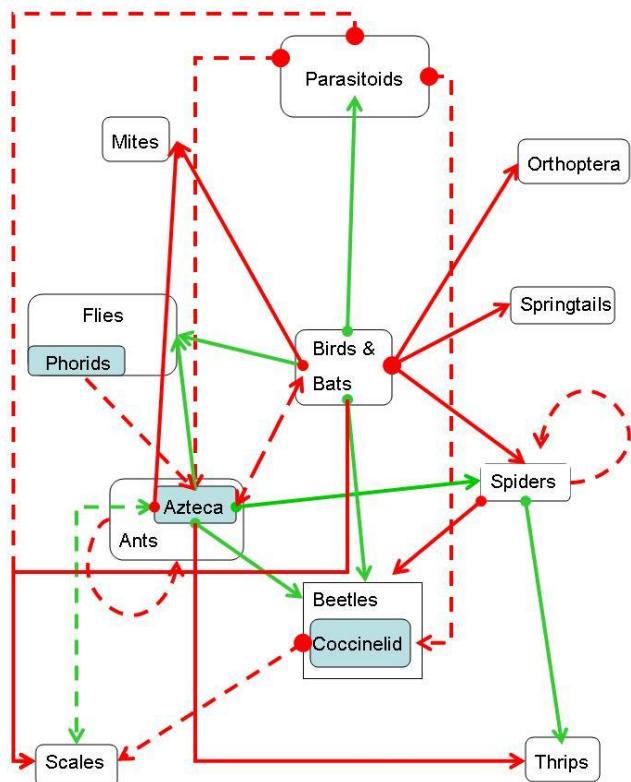 Parasitoids
Mites
Orthoptera
Flies
Springtails
Phorids
Birds &
Bats
Azteca
Ants
Spiders
Beetles
Coccinelid
Scales
Thrips